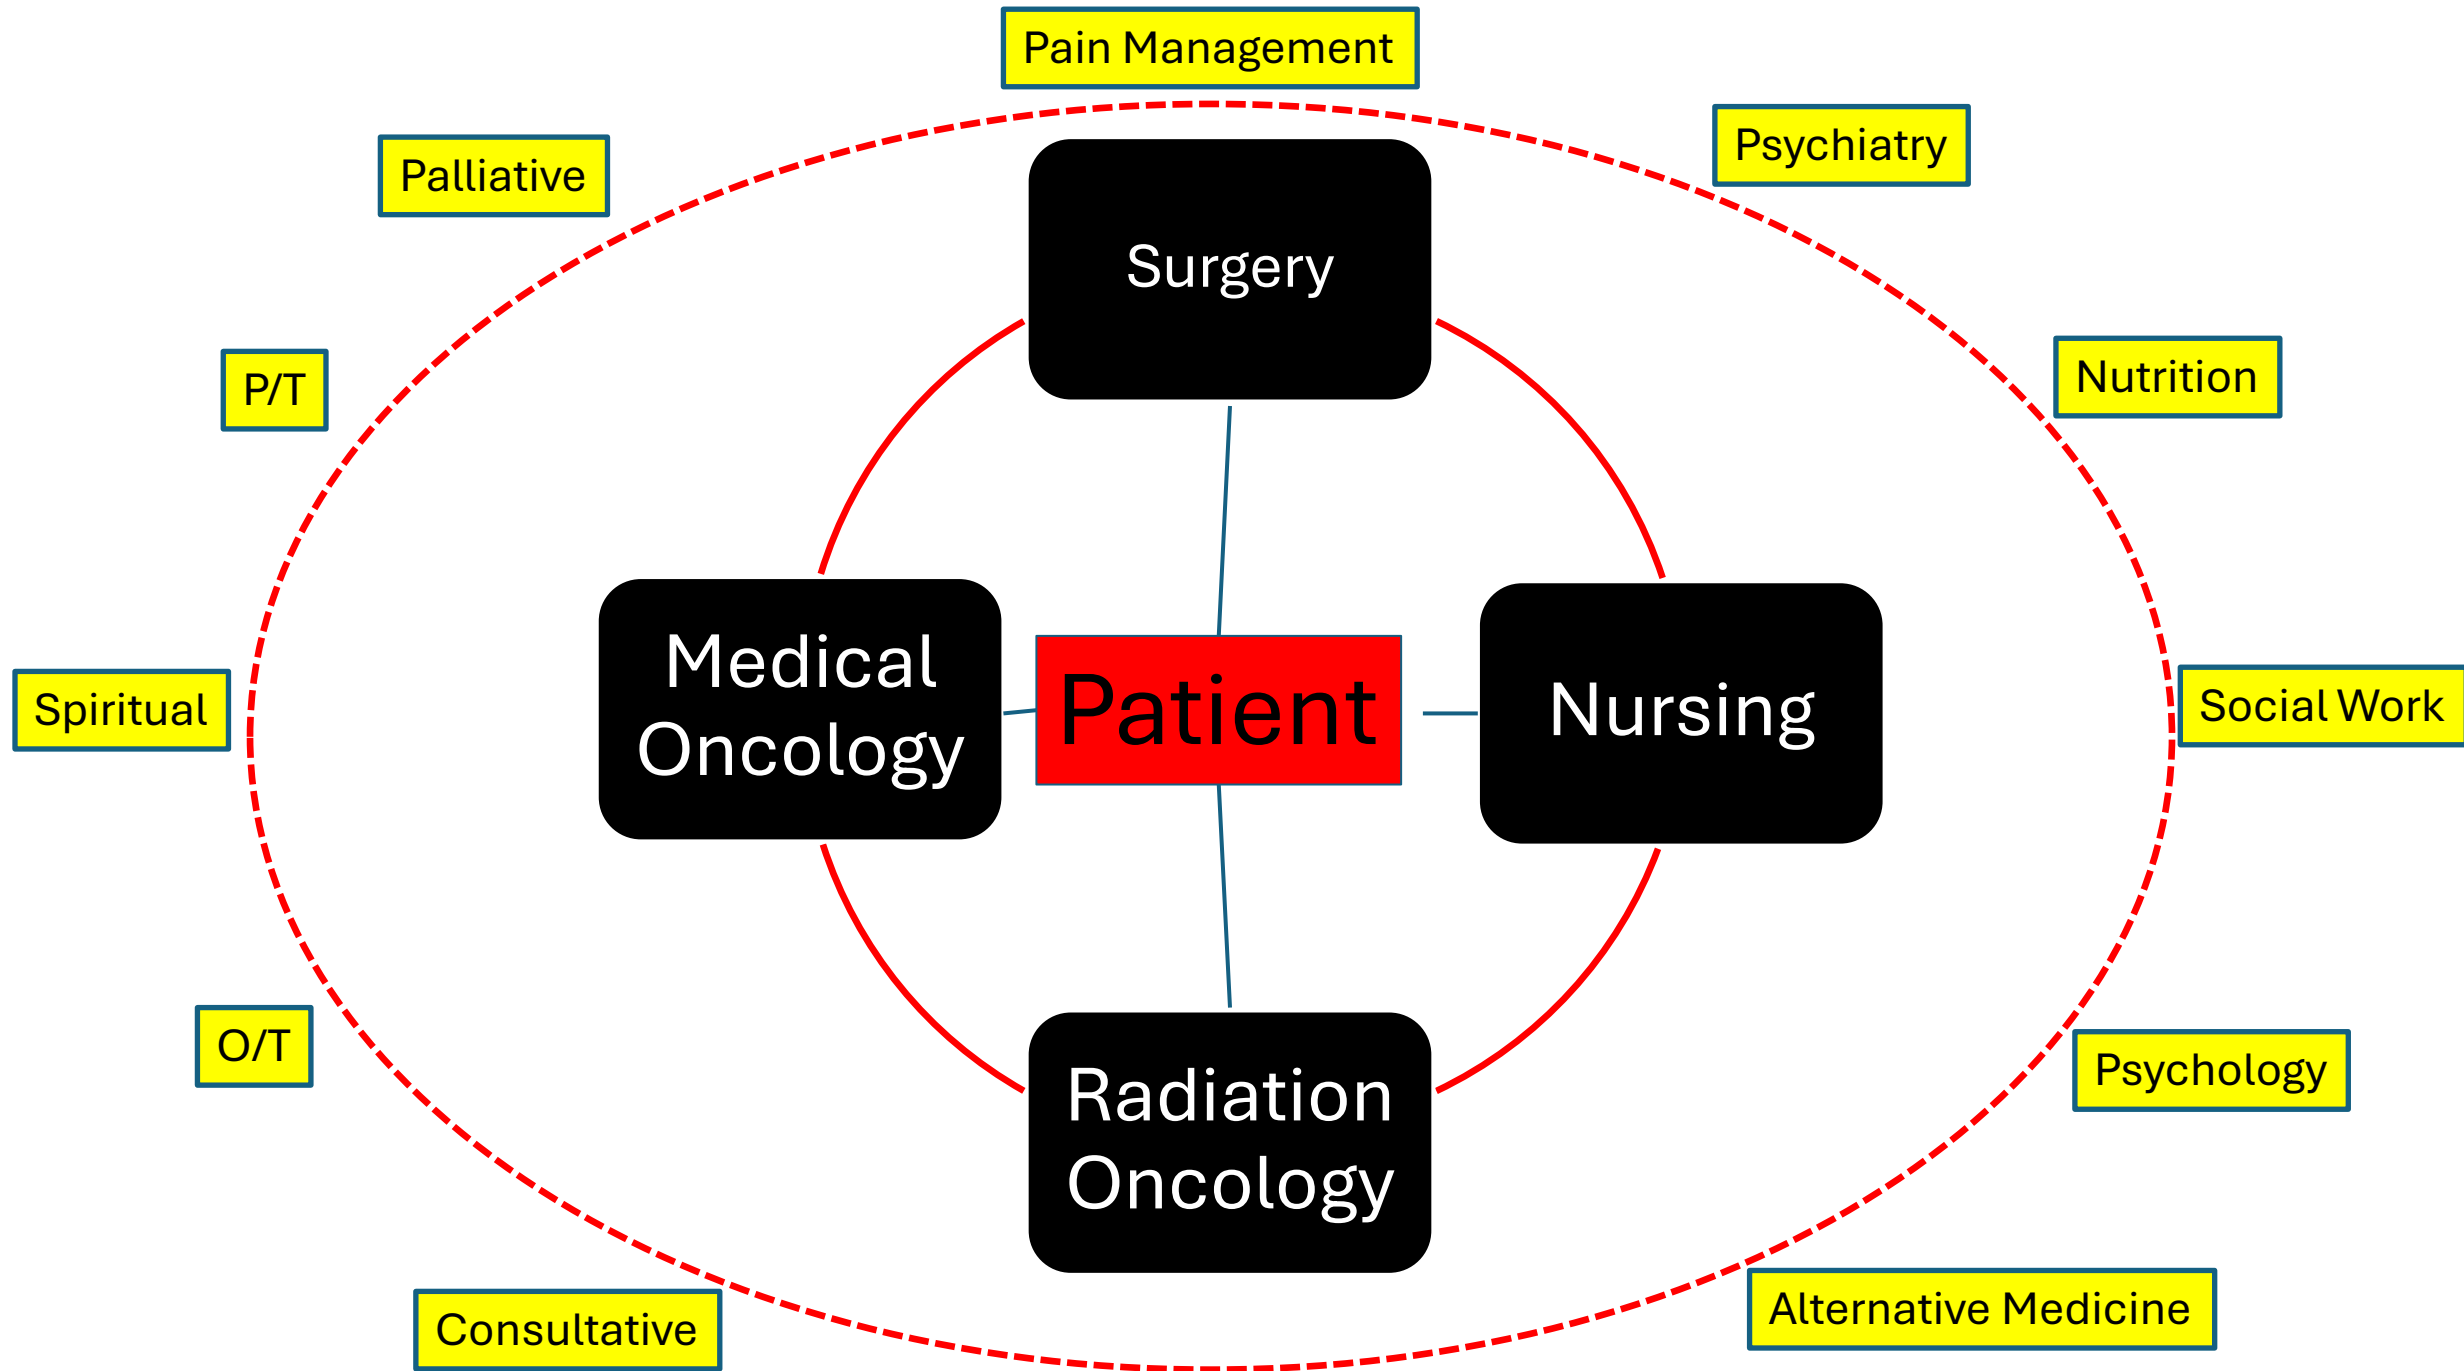 Pain Management
Psychiatry
Palliative
Surgery
Nutrition
P/T
Medical
Oncology
Patient
Nursing
Spiritual
Social Work
O/T
Psychology
Radiation
Oncology
Alternative Medicine
Consultative